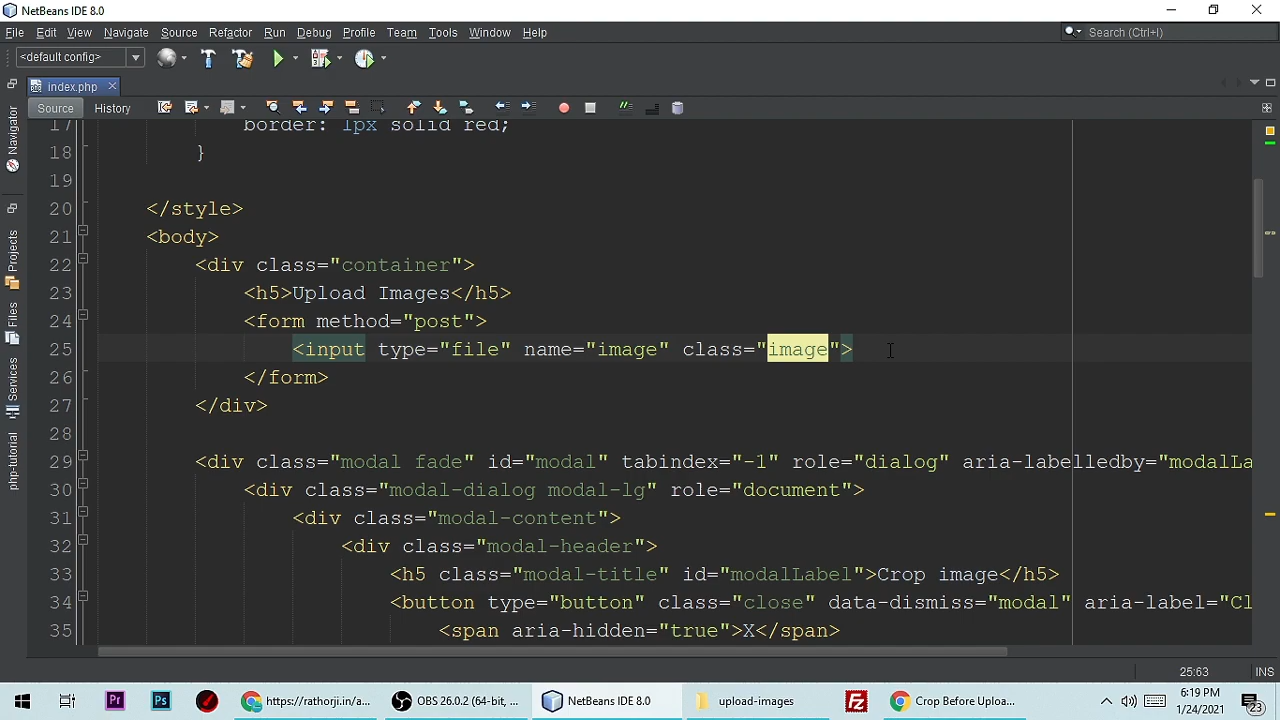 NetBeans IDE 8.0
File Edit View Navigate Source Refactor Run Debug Profile Team Tools Window Help
Search (Ctrl+I)
<default config>
index.php
Source History
Navigator
Projects
Files
Services
php-tutorial
17 border: 1px solid red;
18 }
19
20 </style>
21 <body>
22 <div class="container">
23 <h5>Upload Images</h5>
24 <form method="post">
25 <input type="file" name="image" class="image">
26 </form>
27 </div>
28
29 <div class="modal fade" id="modal" tabindex="-1" role="dialog" aria-labelledby="modalLa
30 <div class="modal-dialog modal-lg" role="document">
31 <div class="modal-content">
32 <div class="modal-header">
33 <h5 class="modal-title" id="modalLabel">Crop image</h5>
34 <button type="button" class="close" data-dismiss="modal" aria-label="Cl
35 <span aria-hidden="true">X</span>
25:63 INS
Pr Ps https://rathorji.in/a... OBS 26.0.2 (64-bit, ... NetBeans IDE 8.0 upload-images Fz Crop Before Uploa...
6:19 PM
1/24/2021
23